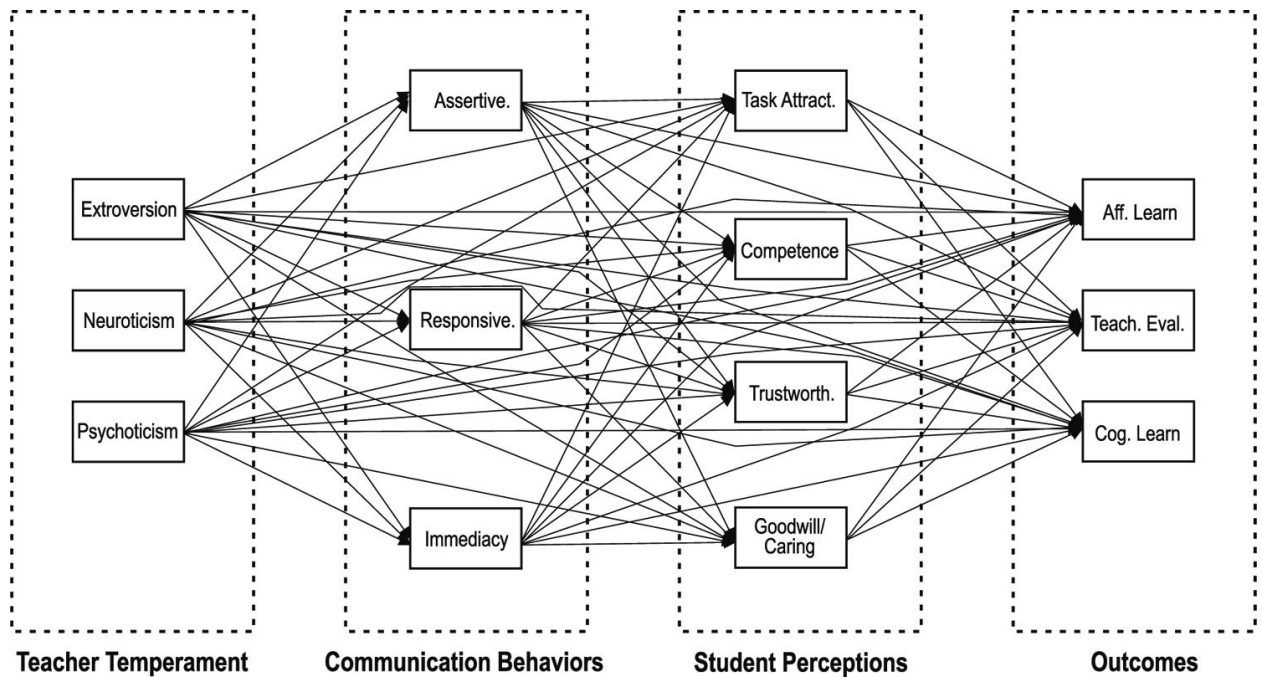 Assertive.
Task Attract.
Extroversion
Aff. Learn
Competence
Neuroticism
Responsive.
Teach. Eval.
Trustworth.
Psychoticism
Cog. Learn
Immediacy
Goodwill/
Caring
Teacher Temperament
Communication Behaviors
Student Perceptions
Outcomes